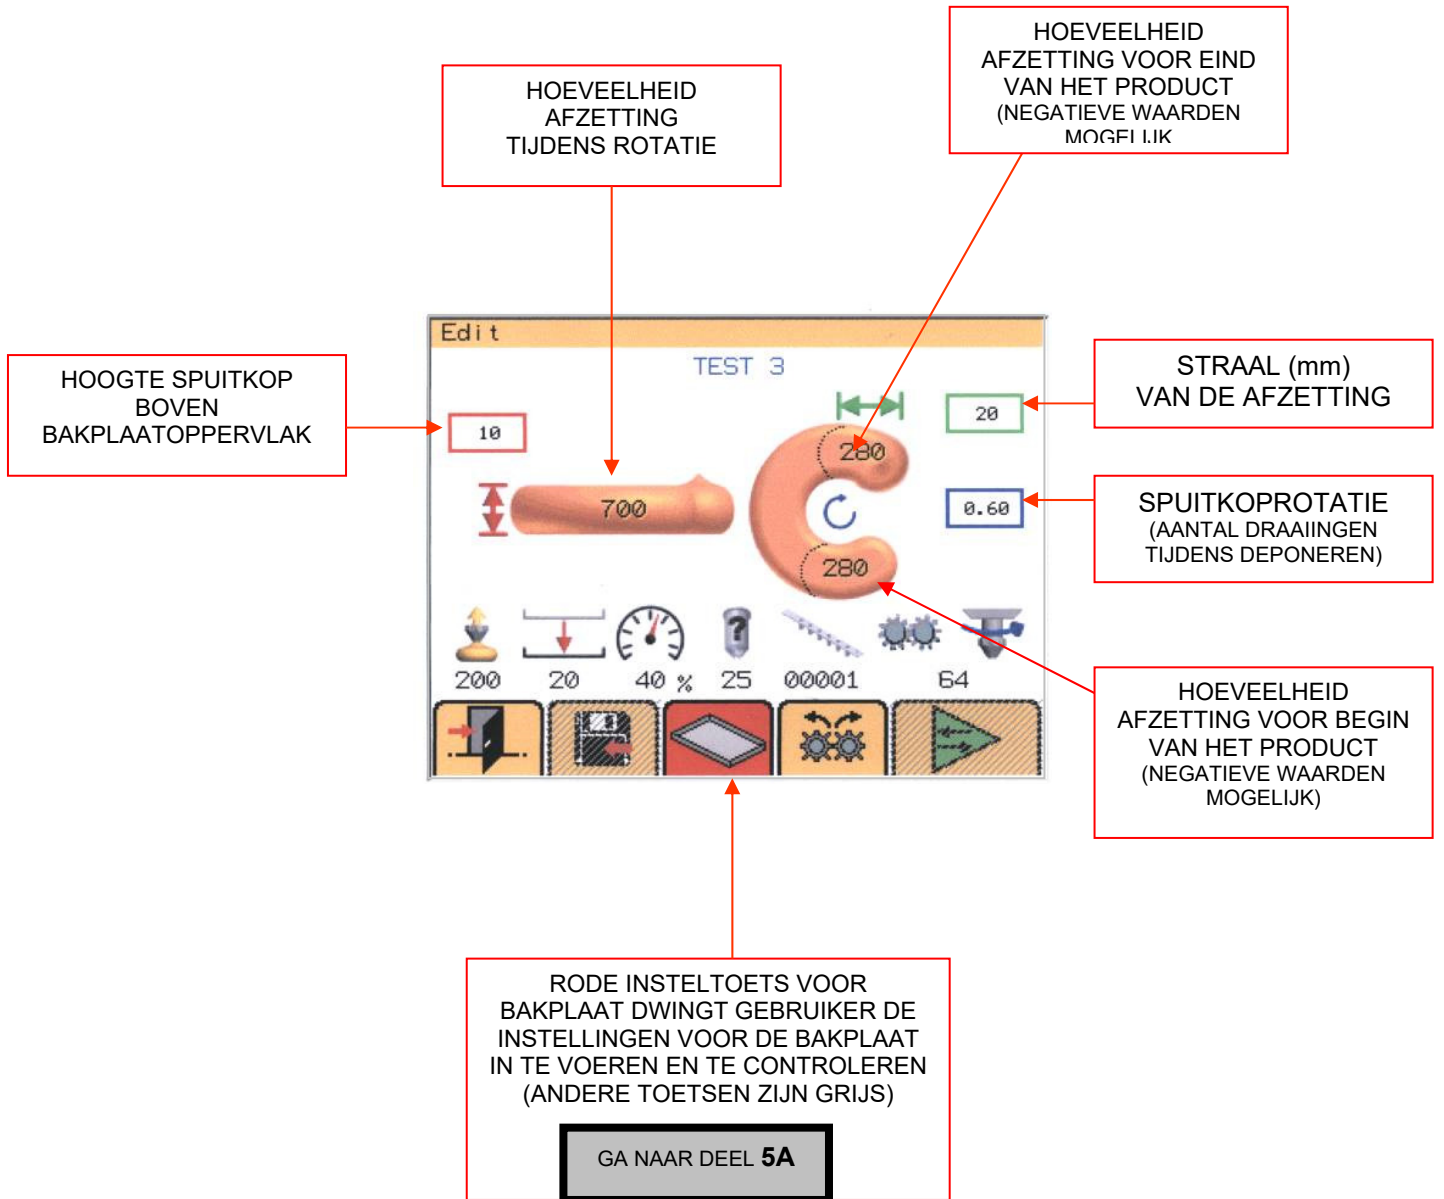 HOEVEELHEID
AFZETTING VOOR EIND
VAN HET PRODUCT
(NEGATIEVE WAARDEN
MOGELIJK
HOEVEELHEID
AFZETTING
TIJDENS ROTATIE
HOOGTE SPUITKOP
BOVEN
BAKPLAATOPPERVLAK
Edit
TEST 3
10
20
280
700
0.60
280
200
20
40 %
25
00001
64
STRAAL (mm)
VAN DE AFZETTING
SPUITKOPROTATIE
(AANTAL DRAAIINGEN
TIJDENS DEPONEREN)
HOEVEELHEID
AFZETTING VOOR BEGIN
VAN HET PRODUCT
(NEGATIEVE WAARDEN
MOGELIJK)
RODE INSTELTOETS VOOR
BAKPLAAT DWINGT GEBRUIKER DE
INSTELLINGEN VOOR DE BAKPLAAT
IN TE VOEREN EN TE CONTROLEREN
(ANDERE TOETSEN ZIJN GRIJS)
GA NAAR DEEL 5A